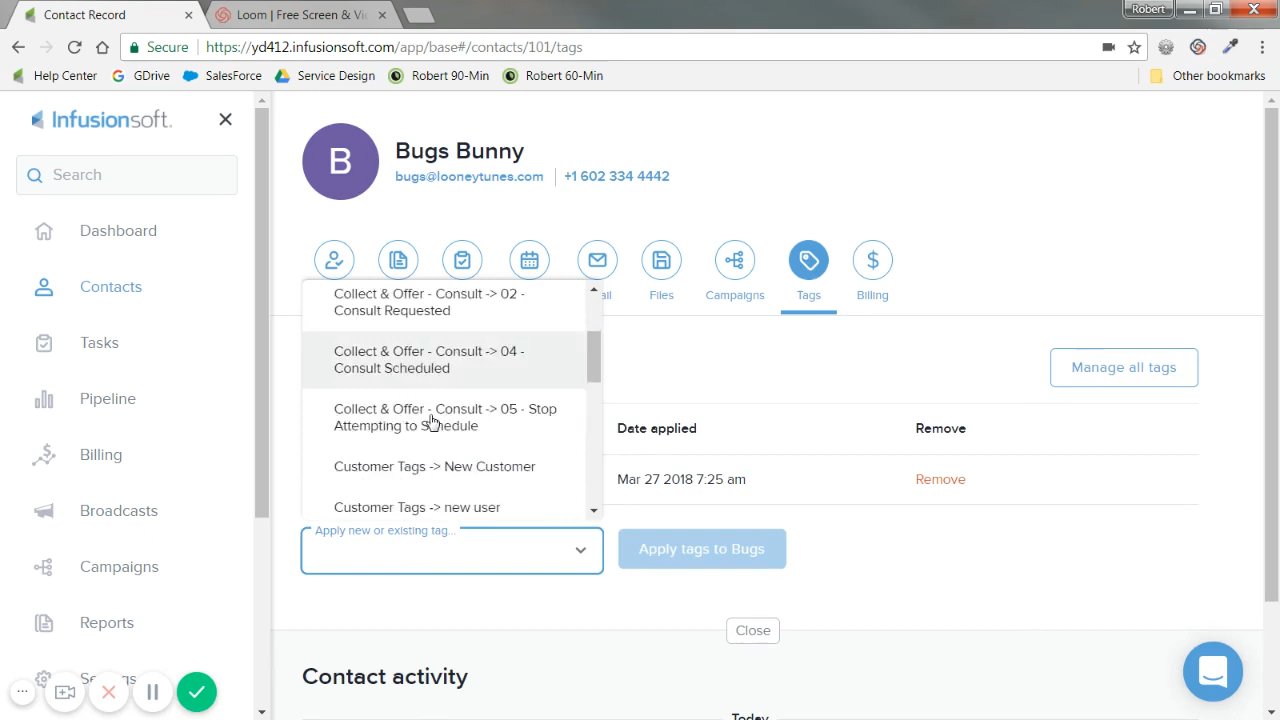 Contact Record
Loom | Free Screen & Vi
Robert
Secure
https://yd412.infusionsoft.com/app/base#/contacts/101/tags
Help Center
GDrive
SalesForce
Service Design
Robert 90-Min
Robert 60-Min
Other bookmarks
Infusionsoft.
Search
Dashboard
Contacts
Tasks
Pipeline
Billing
Broadcasts
Campaigns
Reports
B
Bugs Bunny
bugs@looneytunes.com
+1 602 334 4442
Files
Campaigns
Tags
$
Billing
Collect & Offer - Consult -> 02 -
Consult Requested
Collect & Offer - Consult -> 04 -
Consult Scheduled
Collect & Offer - Consult -> 05 - Stop
Attempting to Schedule
Customer Tags -> New Customer
Customer Tags -> new user
Manage all tags
Date applied
Remove
Mar 27 2018 7:25 am
Remove
Apply new or existing tag...
Apply tags to Bugs
Close
Contact activity
Today